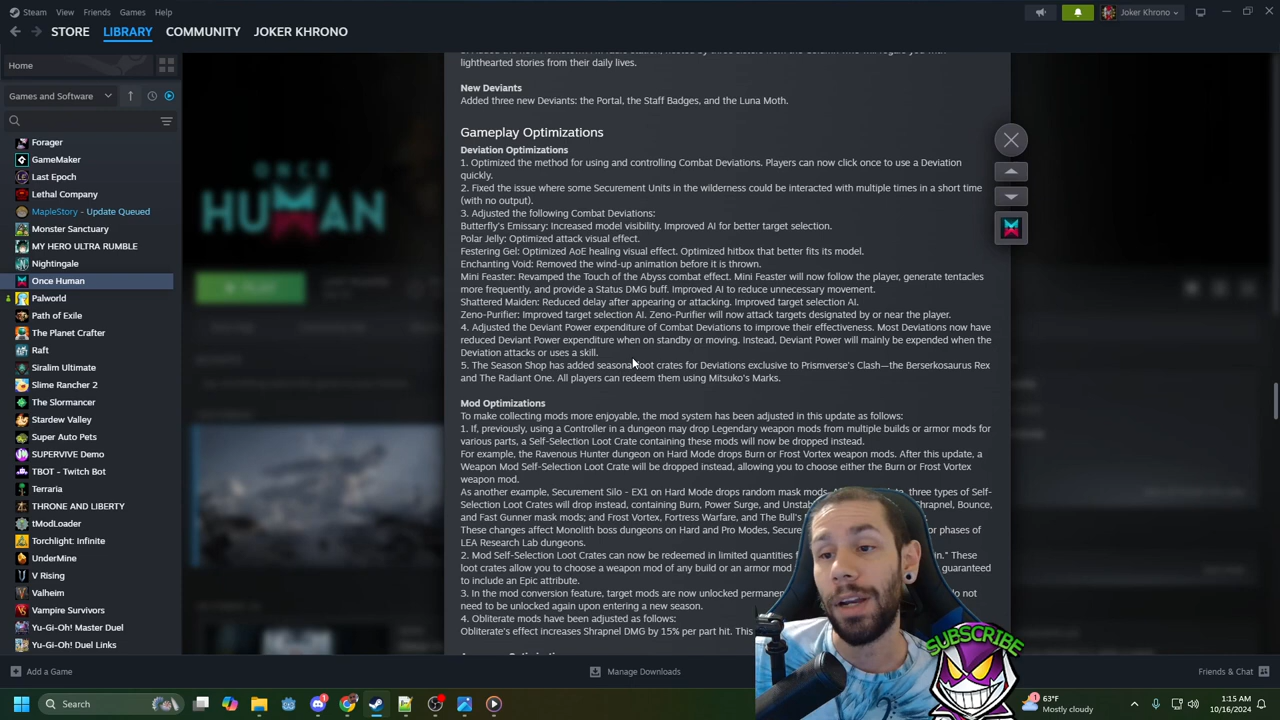 Steam View Friends Games Help
Joker Khrono
STORE LIBRARY COMMUNITY JOKER KHRONO
Home
Games and Software
Forager
GameMaker
Last Epoch
Lethal Company
MapleStory - Update Queued
Monster Sanctuary
MY HERO ULTRA RUMBLE
Nightingale
Once Human
Palworld
Path of Exile
The Planet Crafter
Raft
Siralim Ultimate
Slime Rancher 2
The Slormancer
Super Auto Pets
SUPERVIVE Demo
TBOT - Twitch Bot
Terraria
THRONE AND LIBERTY
tModLoader
Torchlight: Infinite
UnderMine
V Rising
Valheim
Vampire Survivors
Yu-Gi-Oh! Master Duel
Yu-Gi-Oh! Duel Links
ONCE
HUMAN
lighthearted stories from their daily lives.
New Deviants
Added three new Deviants: the Portal, the Staff Badges, and the Luna Moth.
Gameplay Optimizations
Deviation Optimizations
1. Optimized the method for using and controlling Combat Deviations. Players can now click once to use a Deviation
quickly.
2. Fixed the issue where some Securement Units in the wilderness could be interacted with multiple times in a short time
(with no output).
3. Adjusted the following Combat Deviations:
Butterfly's Emissary: Increased model visibility. Improved AI for better target selection.
Polar Jelly: Optimized attack visual effect.
Festering Gel: Optimized AoE healing visual effect. Optimized hitbox that better fits its model.
Enchanting Void: Removed the wind-up animation before it is thrown.
Mini Feaster: Revamped the Touch of the Abyss combat effect. Mini Feaster will now follow the player, generate tentacles
more frequently, and provide a Status DMG buff. Improved AI to reduce unnecessary movement.
Shattered Maiden: Reduced delay after appearing or attacking. Improved target selection AI.
Zeno-Purifier: Improved target selection AI. Zeno-Purifier will now attack targets designated by or near the player.
4. Adjusted the Deviant Power expenditure of Combat Deviations to improve their effectiveness. Most Deviations now have
reduced Deviant Power expenditure when on standby or moving. Instead, Deviant Power will mainly be expended when the
Deviation attacks or uses a skill.
5. The Season Shop has added seasonal loot crates for Deviations exclusive to Prismverse's Clash—the Berserkosaurus Rex
and The Radiant One. All players can redeem them using Mitsuko's Marks.
Mod Optimizations
To make collecting mods more enjoyable, the mod system has been adjusted in this update as follows:
1. If, previously, using a Controller in a dungeon may drop Legendary weapon mods from multiple builds or armor mods for
various parts, a Self-Selection Loot Crate containing these mods will now be dropped instead.
For example, the Ravenous Hunter dungeon on Hard Mode drops Burn or Frost Vortex weapon mods. After this update, a
Weapon Mod Self-Selection Loot Crate will be dropped instead, allowing you to choose either the Burn or Frost Vortex
weapon mod.
As another example, Securement Silo - EX1 on Hard Mode drops random mask mods. three types of Self-
Selection Loot Crates will drop instead, containing Burn, Power Surge, and Shrapnel, Bounce,
and Fast Gunner mask mods; and Frost Vortex, Fortress Warfare, and The Bull's
These changes affect Monolith boss dungeons on Hard and Pro Modes, phases of
LEA Research Lab dungeons.
2. Mod Self-Selection Loot Crates can now be redeemed in limited quantities These
loot crates allow you to choose a weapon mod of any build or an armor mod guaranteed
to include an Epic attribute.
3. In the mod conversion feature, target mods are now unlocked do not
need to be unlocked again upon entering a new season.
4. Obliterate mods have been adjusted as follows:
Obliterate's effect increases Shrapnel DMG by 15% per part hit. This
SUBSCRIBE
Add a Game Manage Downloads Friends & Chat
Search
63°F
Mostly cloudy
1:15 AM
10/16/2024